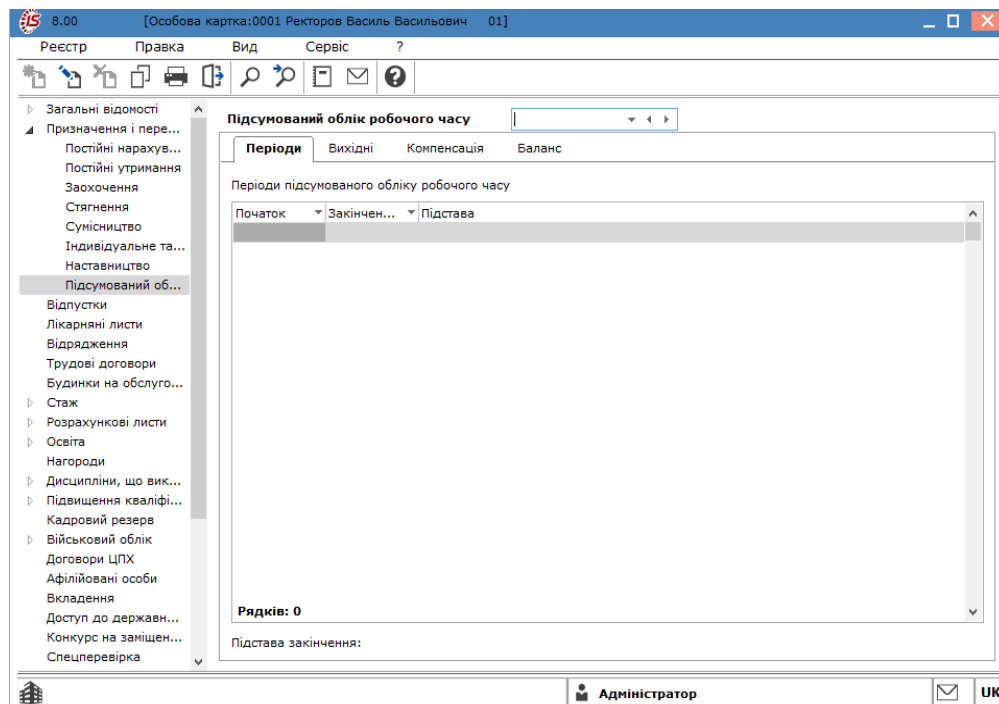 8.00 [Особова картка:0001 Ректоров Василь Васильович 01]
Реєстр Правка Вид Сервіс ?
Загальні відомості
Призначення і пере...
Постійні нарахув...
Постійні утримання
Заохочення
Стягнення
Сумісництво
Індивідуальне та...
Наставництво
Підсумований об...
Відпустки
Лікарняні листи
Відрядження
Трудові договори
Будинки на обслуго...
Стаж
Розрахункові листи
Освіта
Нагороди
Дисципліни, що вик...
Підвищення кваліфі...
Кадровий резерв
Військовий облік
Договори ЦПХ
Афілійовані особи
Вкладення
Доступ до державн...
Конкурс на заміщен...
Спецперевірка
Підсумований облік робочого часу
Періоди Вихідні Компенсація Баланс
Періоди підсумованого обліку робочого часу
Початок Закінчен... Підстава
Рядків: 0
Підстава закінчення:
Адміністратор UK